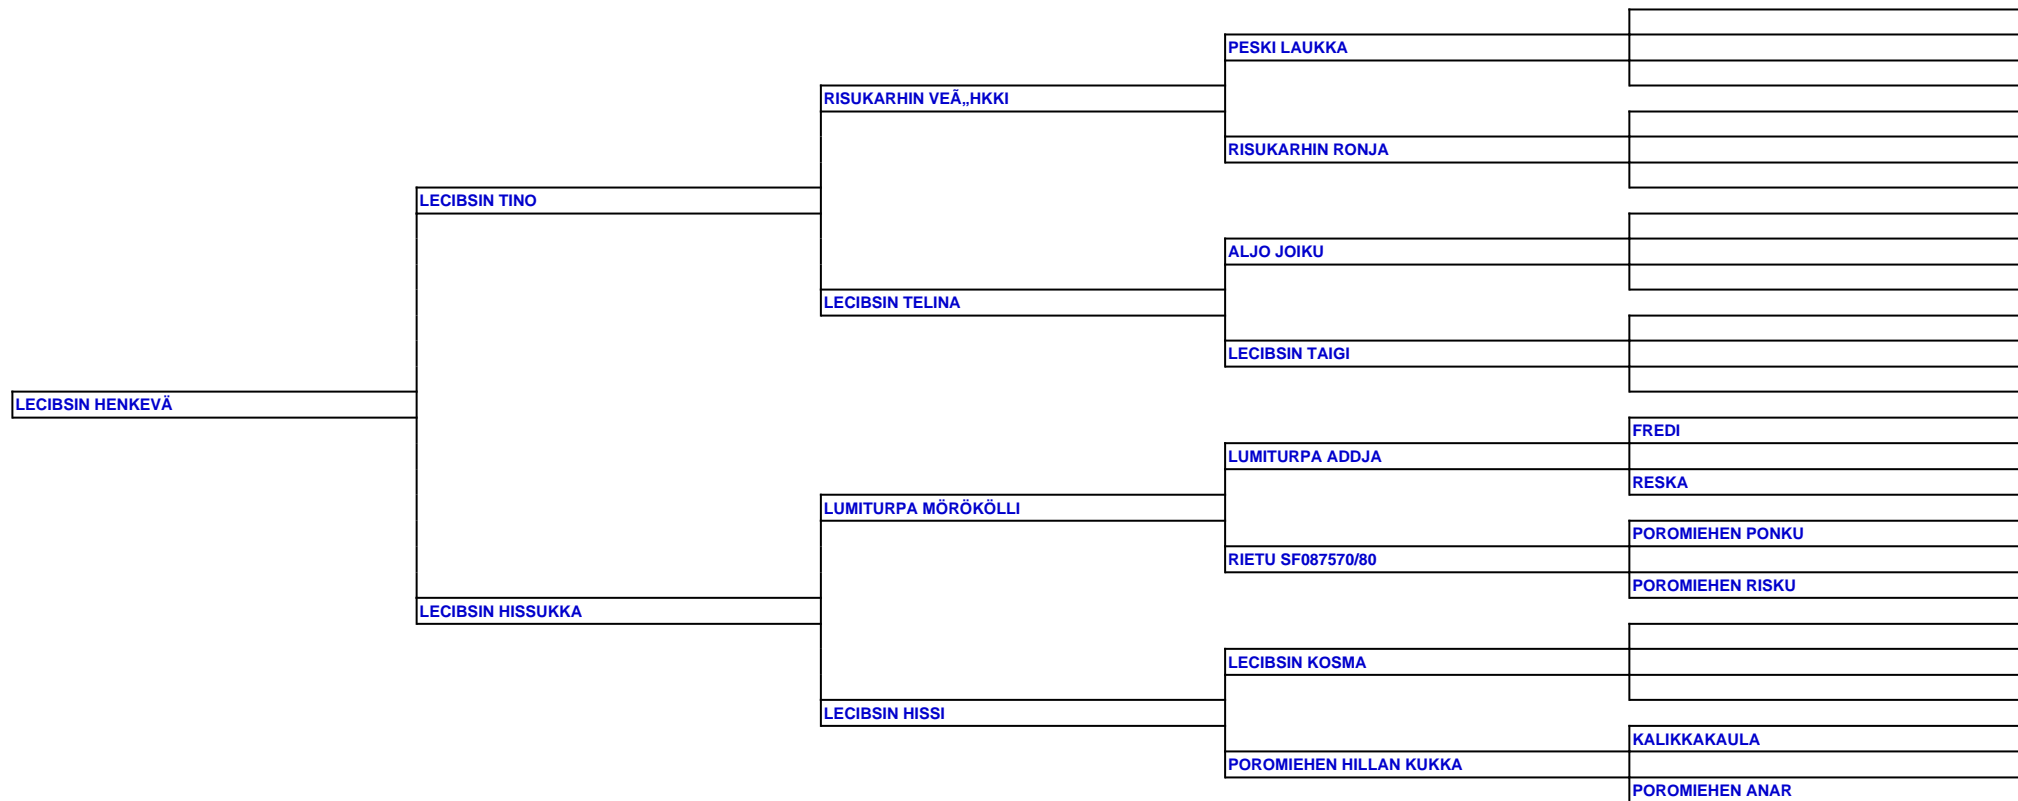 PESKI LAUKKA
RISUKARHIN VEÃ„HKKI
RISUKARHIN RONJA
LECIBSIN TINO
ALJO JOIKU
LECIBSIN TELINA
LECIBSIN TAIGI
LECIBSIN HENKEVÄ
FREDI
LUMITURPA ADDJA
RESKA
LUMITURPA MÖRÖKÖLLI
POROMIEHEN PONKU
RIETU SF087570/80
POROMIEHEN RISKU
LECIBSIN HISSUKKA
LECIBSIN KOSMA
LECIBSIN HISSI
KALIKKAKAULA
POROMIEHEN HILLAN KUKKA
POROMIEHEN ANAR